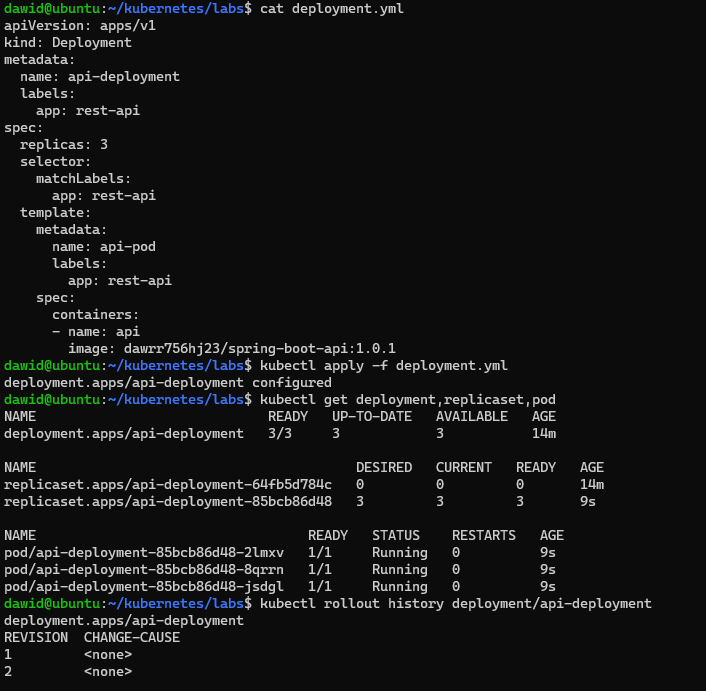 dawid@ubuntu:~/kubernetes/labs$ cat deployment.yml
apiVersion: apps/v1
kind: Deployment
metadata:
  name: api-deployment
  labels:
    app: rest-api
spec:
  replicas: 3
  selector:
    matchLabels:
      app: rest-api
  template:
    metadata:
      name: api-pod
      labels:
        app: rest-api
    spec:
      containers:
      - name: api
        image: dawrr756hj23/spring-boot-api:1.0.1
dawid@ubuntu:~/kubernetes/labs$ kubectl apply -f deployment.yml
deployment.apps/api-deployment configured
dawid@ubuntu:~/kubernetes/labs$ kubectl get deployment,replicaset,pod
NAME                             READY   UP-TO-DATE   AVAILABLE   AGE
deployment.apps/api-deployment   3/3     3            3           14m

NAME                                        DESIRED   CURRENT   READY   AGE
replicaset.apps/api-deployment-64fb5d784c   0         0         0       14m
replicaset.apps/api-deployment-85bcb86d48   3         3         3       9s

NAME                                  READY   STATUS    RESTARTS   AGE
pod/api-deployment-85bcb86d48-2lmxv   1/1     Running   0          9s
pod/api-deployment-85bcb86d48-8qrrn   1/1     Running   0          9s
pod/api-deployment-85bcb86d48-jsdgl   1/1     Running   0          9s
dawid@ubuntu:~/kubernetes/labs$ kubectl rollout history deployment/api-deployment
deployment.apps/api-deployment
REVISION  CHANGE-CAUSE
1         <none>
2         <none>